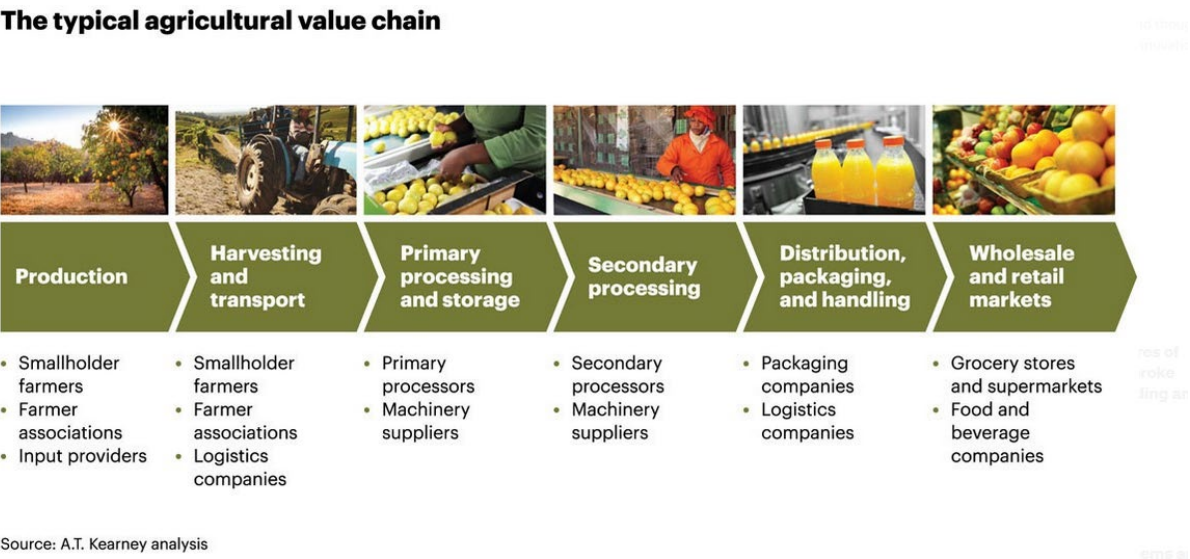 The typical agricultural value chain
Production
Harvesting
and
transport
Primary
processing
and storage
Secondary
processing
Distribution,
packaging,
and handling
Wholesale
and retail
markets
• Smallholder
farmers
• Farmer
associations
• Input providers
• Smallholder
farmers
• Farmer
associations
• Logistics
companies
• Primary
processors
• Machinery
suppliers
• Secondary
processors
• Machinery
suppliers
• Packaging
companies
• Logistics
companies
• Grocery stores
and supermarkets
• Food and
beverage
companies
Source: A.T. Kearney analysis